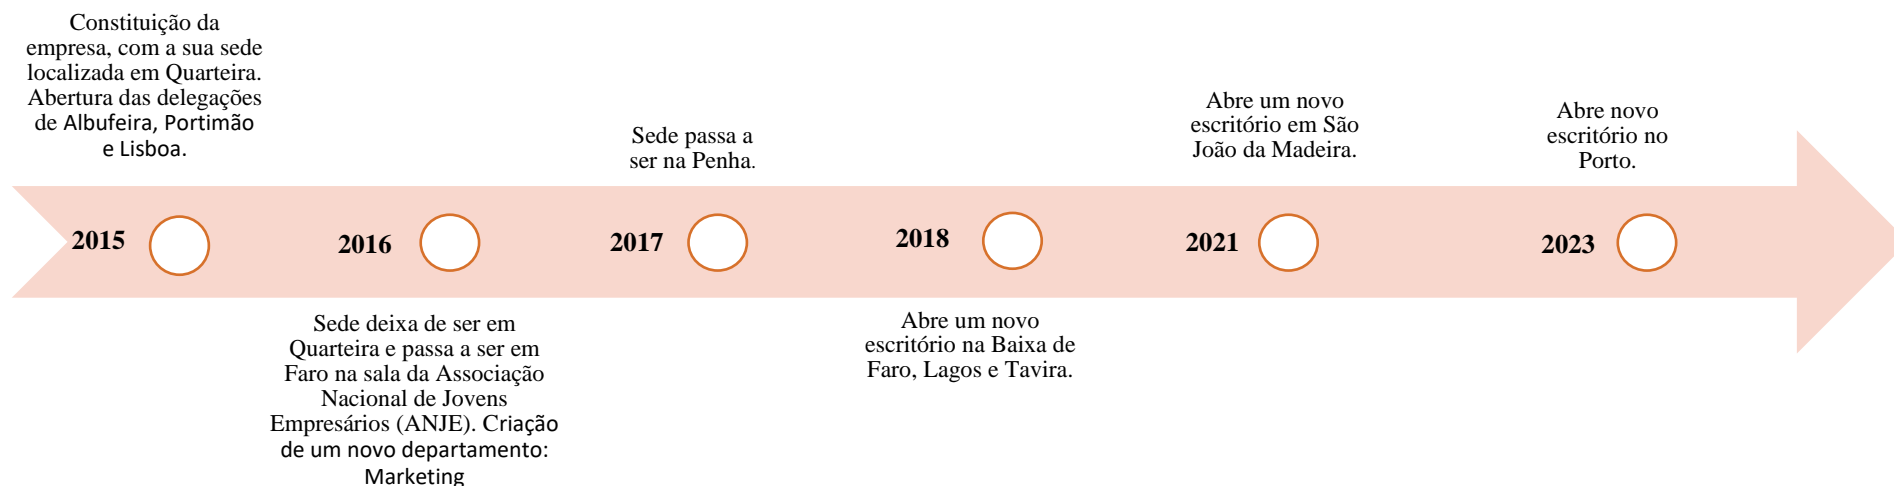 Constituição da
empresa, com a sua sede
localizada em Quarteira.
Abertura das delegações
de Albufeira, Portimão
e Lisboa.
2015
2016
Sede deixa de ser em
Quarteira e passa a ser em
Faro na sala da Associação
Nacional de Jovens
Empresários (ANJE). Criação
de um novo departamento:
Marketing
Sede passa a
ser na Penha.
2017
2018
Abre um novo
escritório na Baixa de
Faro, Lagos e Tavira.
Abre um novo
escritório em São
João da Madeira.
2021
Abre novo
escritório no
Porto.
2023